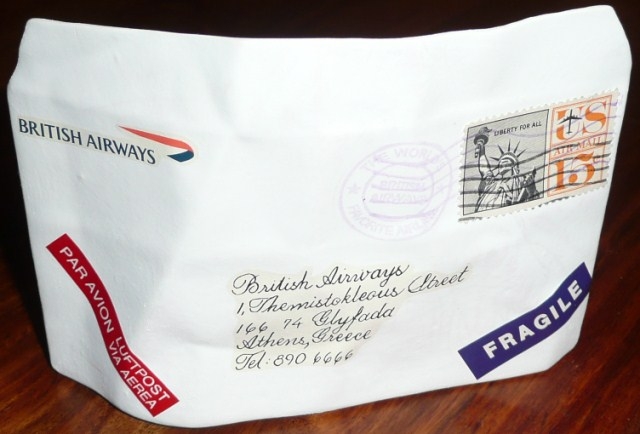 BRITISH AIRWAYS
LIBERTY FOR ALL
US
AIR MAIL
15¢
WORLD
PAR AVION LUFTPOST
VIA AEREA
British Airways
1, Themistokleous Street
166 74 Glyfada
Athens, Greece
Tel: 890 6666
FRAGILE